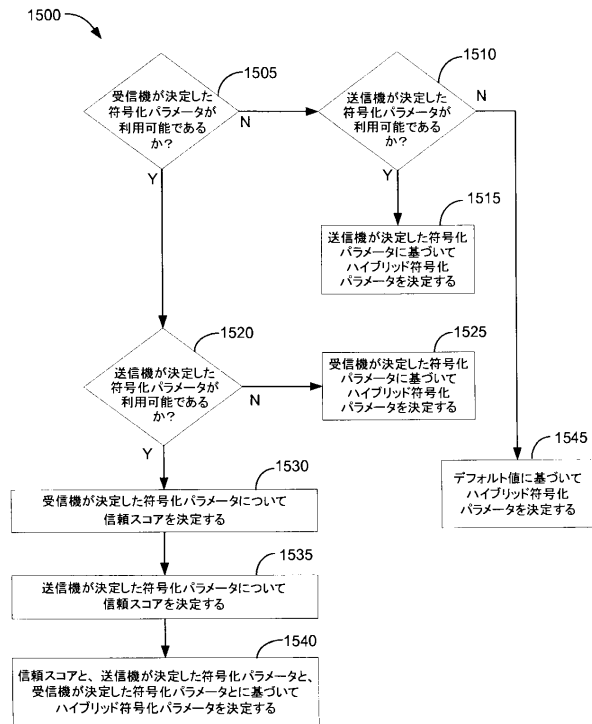 1500
1505
受信機が決定した
符号化パラメータが
利用可能である
か?
N
Y
1510
送信機が決定した
符号化パラメータが
利用可能である
か?
N
Y
1515
送信機が決定した符号化
パラメータに基づいて
ハイブリッド符号化
パラメータを決定する
1520
送信機が決定した
符号化パラメータが
利用可能である
か?
N
Y
1525
受信機が決定した符号化
パラメータに基づいて
ハイブリッド符号化
パラメータを決定する
1545
デフォルト値に基づいて
ハイブリッド符号化
パラメータを決定する
1530
受信機が決定した符号化パラメータについて
信頼スコアを決定する
1535
送信機が決定した符号化パラメータについて
信頼スコアを決定する
1540
信頼スコアと、送信機が決定した符号化パラメータと、
受信機が決定した符号化パラメータとに基づいて
ハイブリッド符号化パラメータを決定する